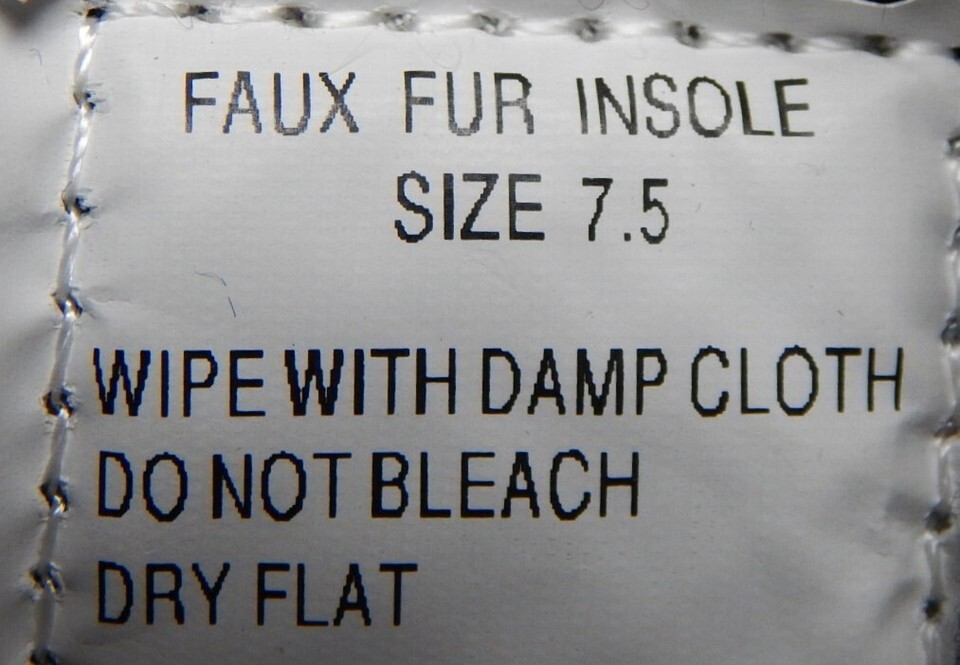 FAUX FUR INSOLE
SIZE 7.5
WIPE WITH DAMP CLOTH
DO NOT BLEACH
DRY FLAT